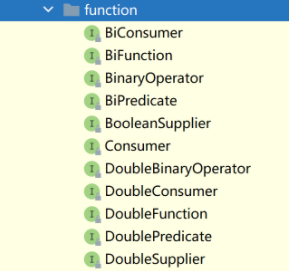 function
BiConsumer
BiFunction
BinaryOperator
BiPredicate
BooleanSupplier
Consumer
DoubleBinaryOperator
DoubleConsumer
DoubleFunction
DoublePredicate
DoubleSupplier